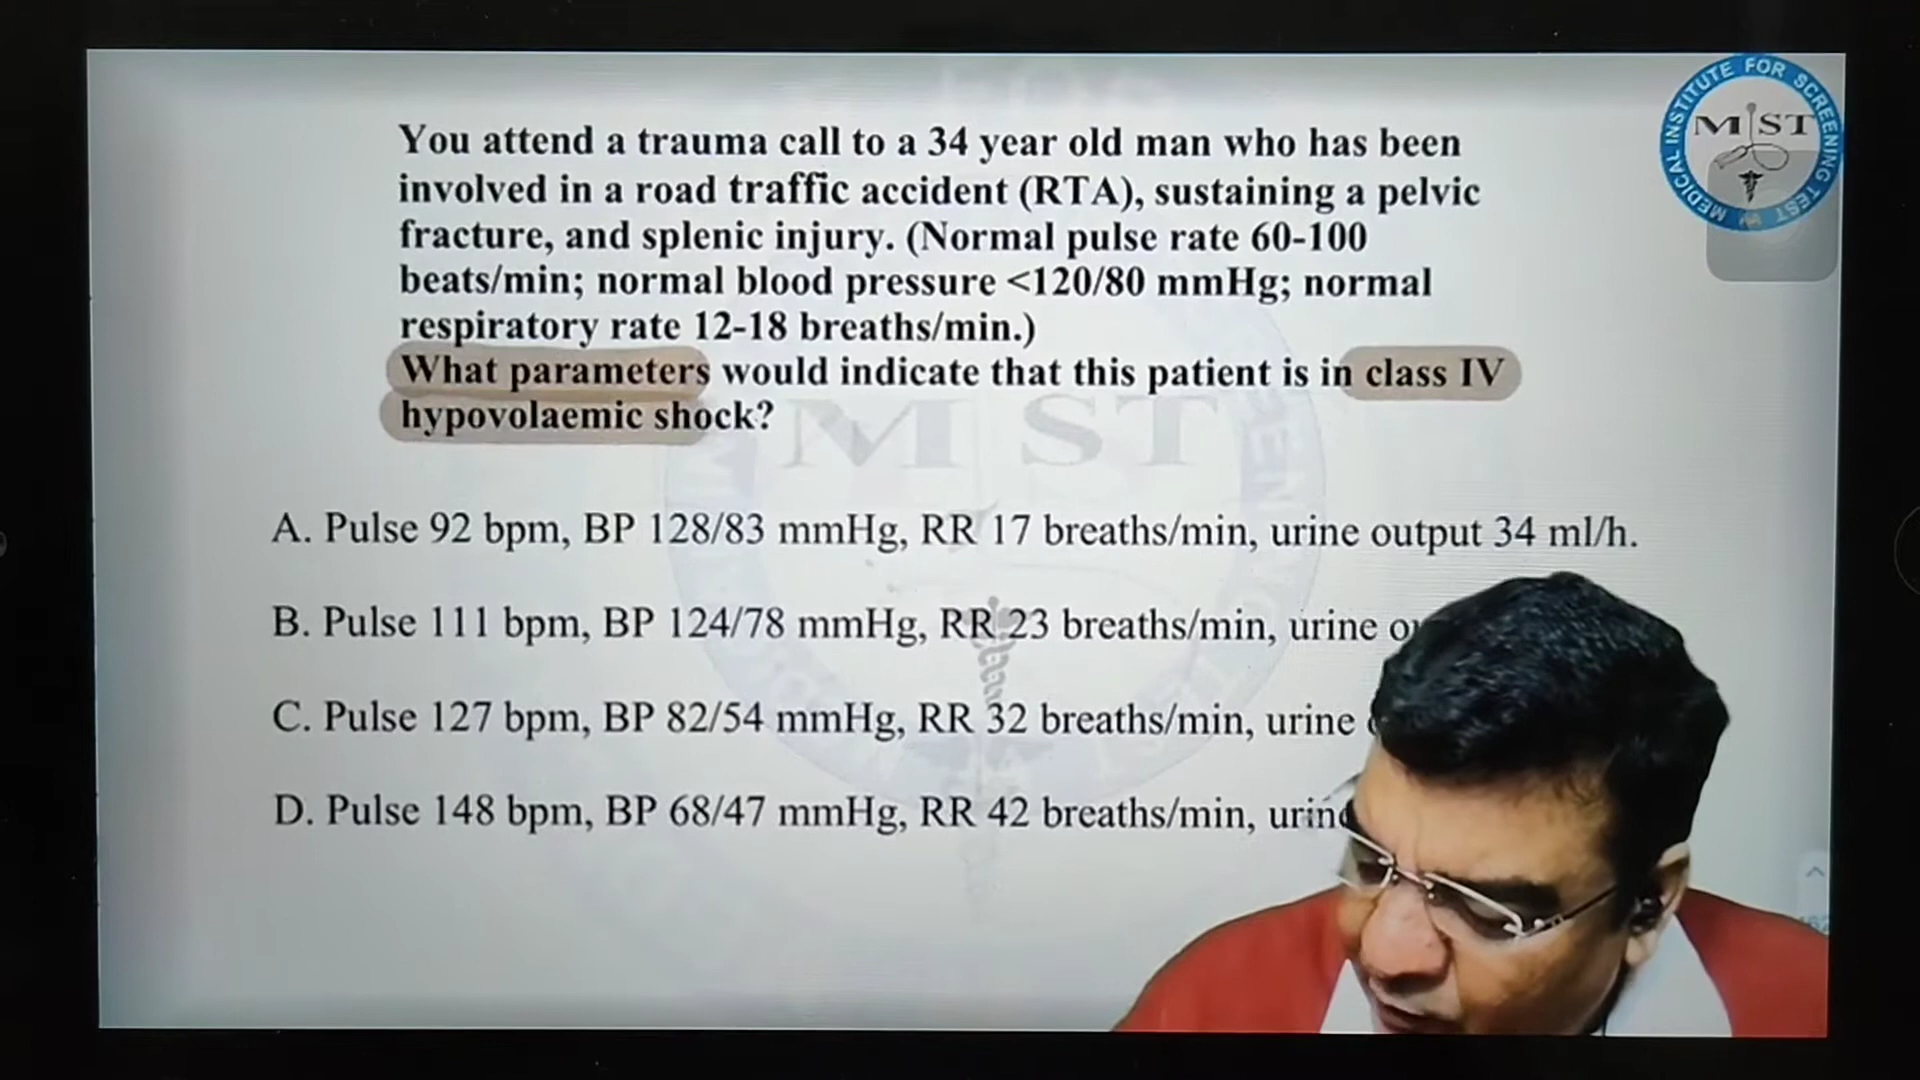 You attend a trauma call to a 34 year old man who has been
involved in a road traffic accident (RTA), sustaining a pelvic
fracture, and splenic injury. (Normal pulse rate 60-100
beats/min; normal blood pressure <120/80 mmHg; normal
respiratory rate 12-18 breaths/min.)
What parameters would indicate that this patient is in class IV
hypovolaemic shock?
A. Pulse 92 bpm, BP 128/83 mmHg, RR 17 breaths/min, urine output 34 ml/h.
B. Pulse 111 bpm, BP 124/78 mmHg, RR 23 breaths/min, urine
C. Pulse 127 bpm, BP 82/54 mmHg, RR 32 breaths/min, urine
D. Pulse 148 bpm, BP 68/47 mmHg, RR 42 breaths/min, urine
MEDICAL INSTITUTE FOR SCREENING TEST
MIST
MIST